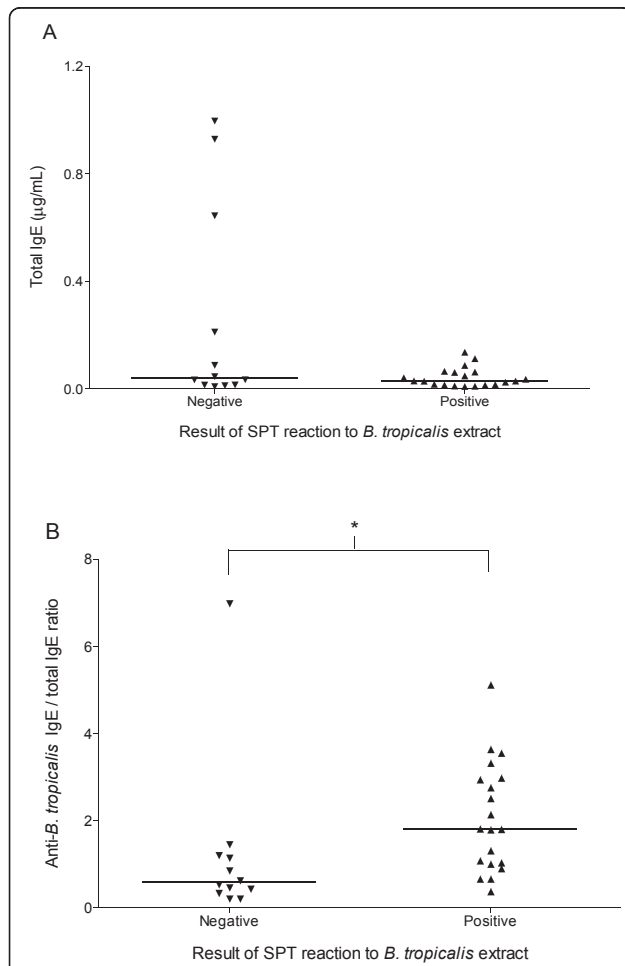 A
1.2
0.8
0.4
0.0
Total IgE (µg/mL)
Negative Positive
Result of SPT reaction to B. tropicalis extract
B
*
8
6
4
2
0
Anti-B. tropicalis IgE / total IgE ratio
Negative Positive
Result of SPT reaction to B. tropicalis extract